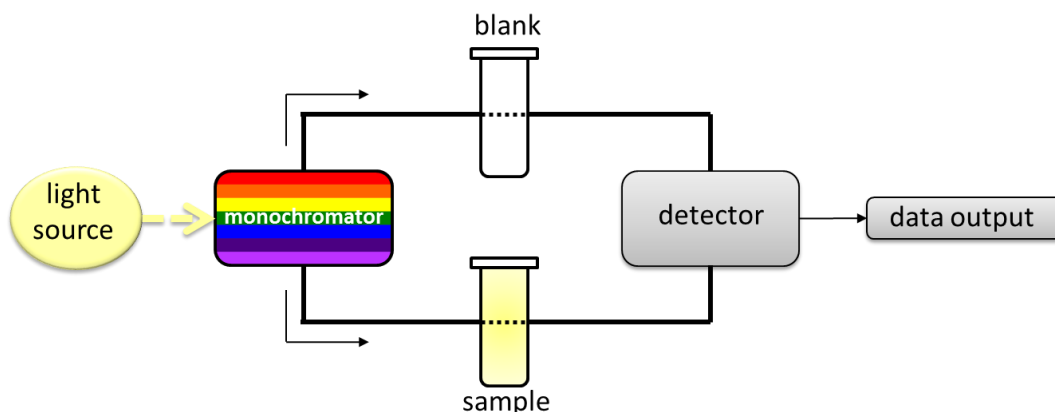 blank
light
source
monochromator
detector
data output
sample